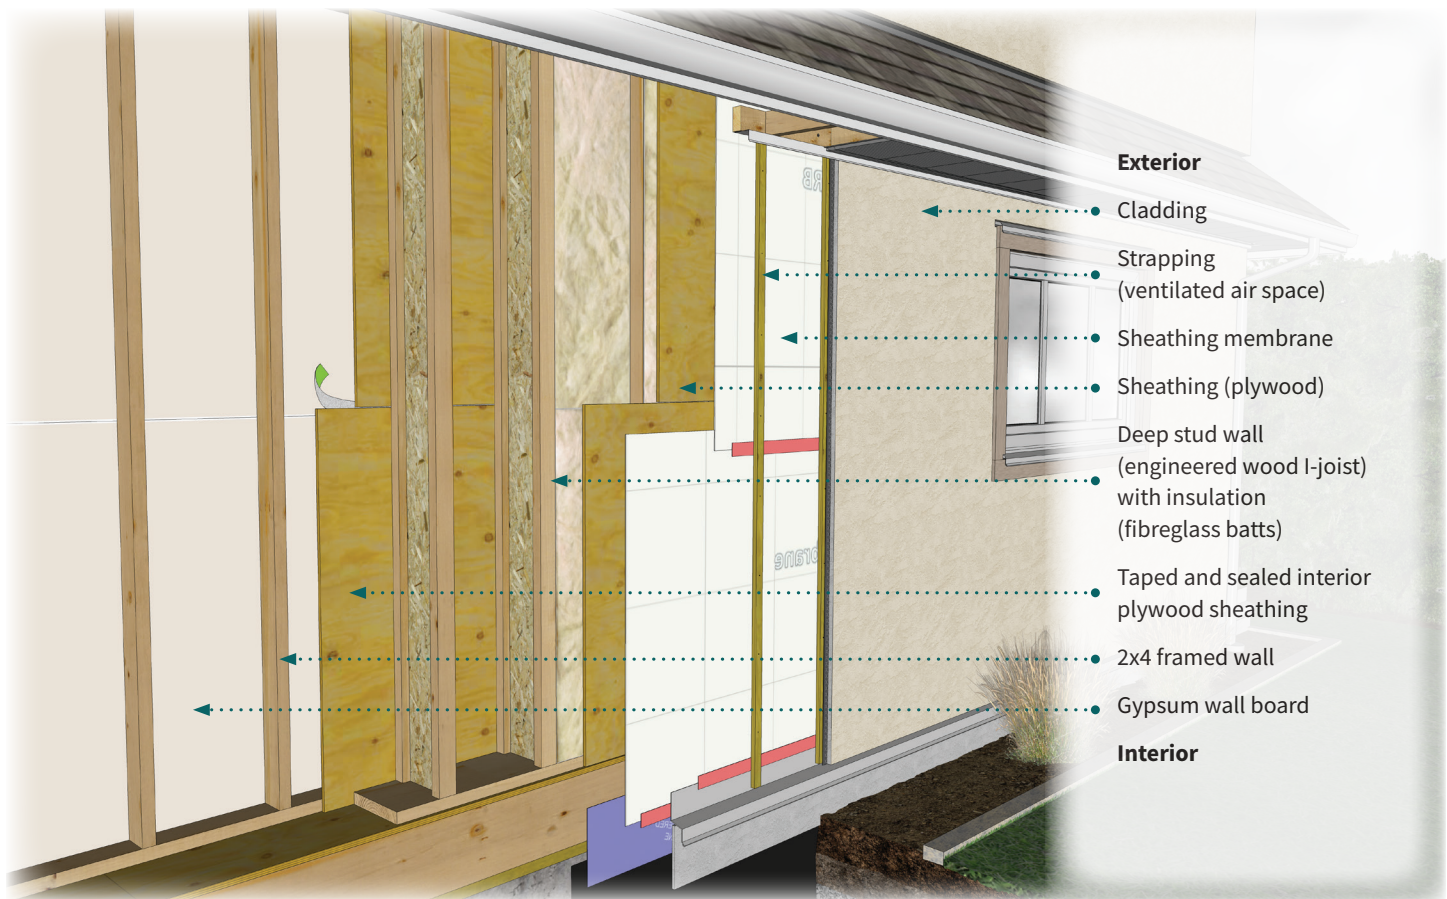 Exterior
Cladding
Strapping
(ventilated air space)
Sheathing membrane
Sheathing (plywood)
Deep stud wall
(engineered wood I-joist)
with insulation
(fibreglass batts)
Taped and sealed interior
plywood sheathing
2x4 framed wall
Gypsum wall board
Interior